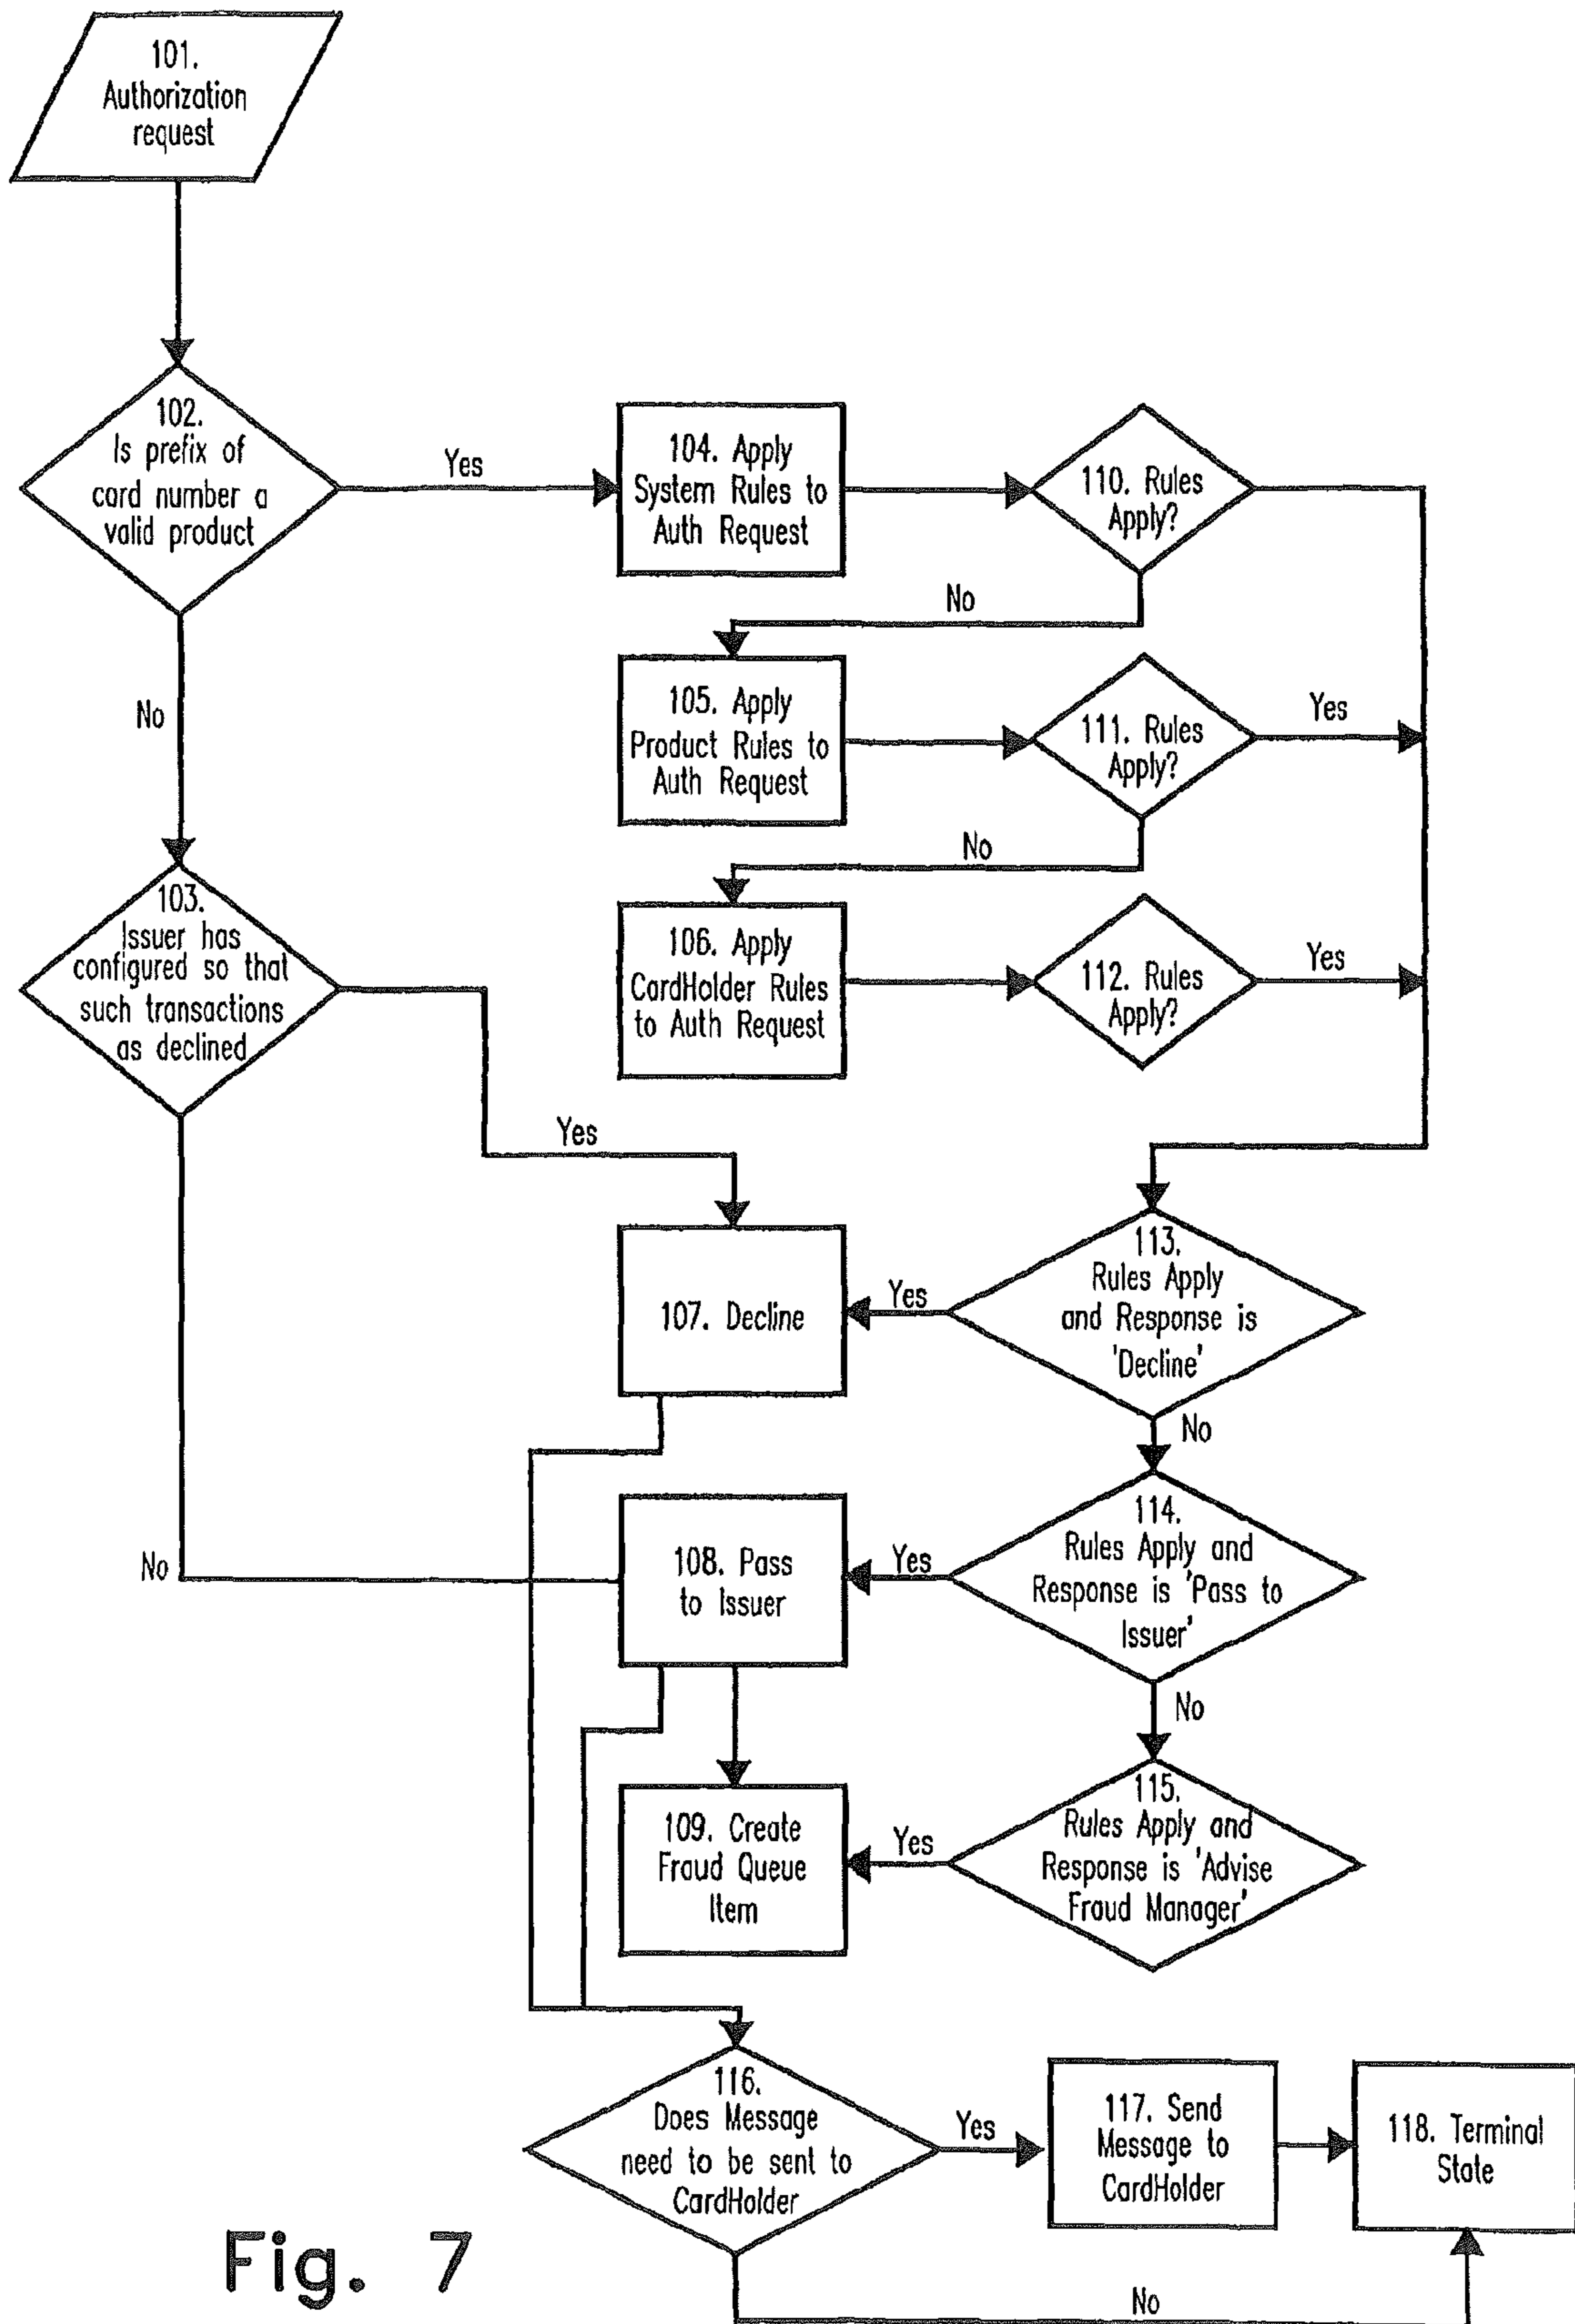 101.
Authorization
request
102.
Is prefix of
card number a
valid product
Yes
104. Apply
System Rules to
Auth Request
110. Rules
Apply?
No
No
105. Apply
Product Rules to
Auth Request
111. Rules
Apply?
Yes
No
103.
Issuer has
configured so that
such transactions
as declined
106. Apply
CardHolder Rules
to Auth Request
112. Rules
Apply?
Yes
Yes
107. Decline
Yes
113.
Rules Apply
and Response is
'Decline'
No
No
108. Pass
to Issuer
Yes
114.
Rules Apply and
Response is 'Pass to
Issuer'
No
109. Create
Fraud Queue
Item
Yes
115.
Rules Apply and
Response is 'Advise
Fraud Manager'
116.
Does Message
need to be sent to
CardHolder
Yes
117. Send
Message to
CardHolder
118. Terminal
State
No
Fig. 7